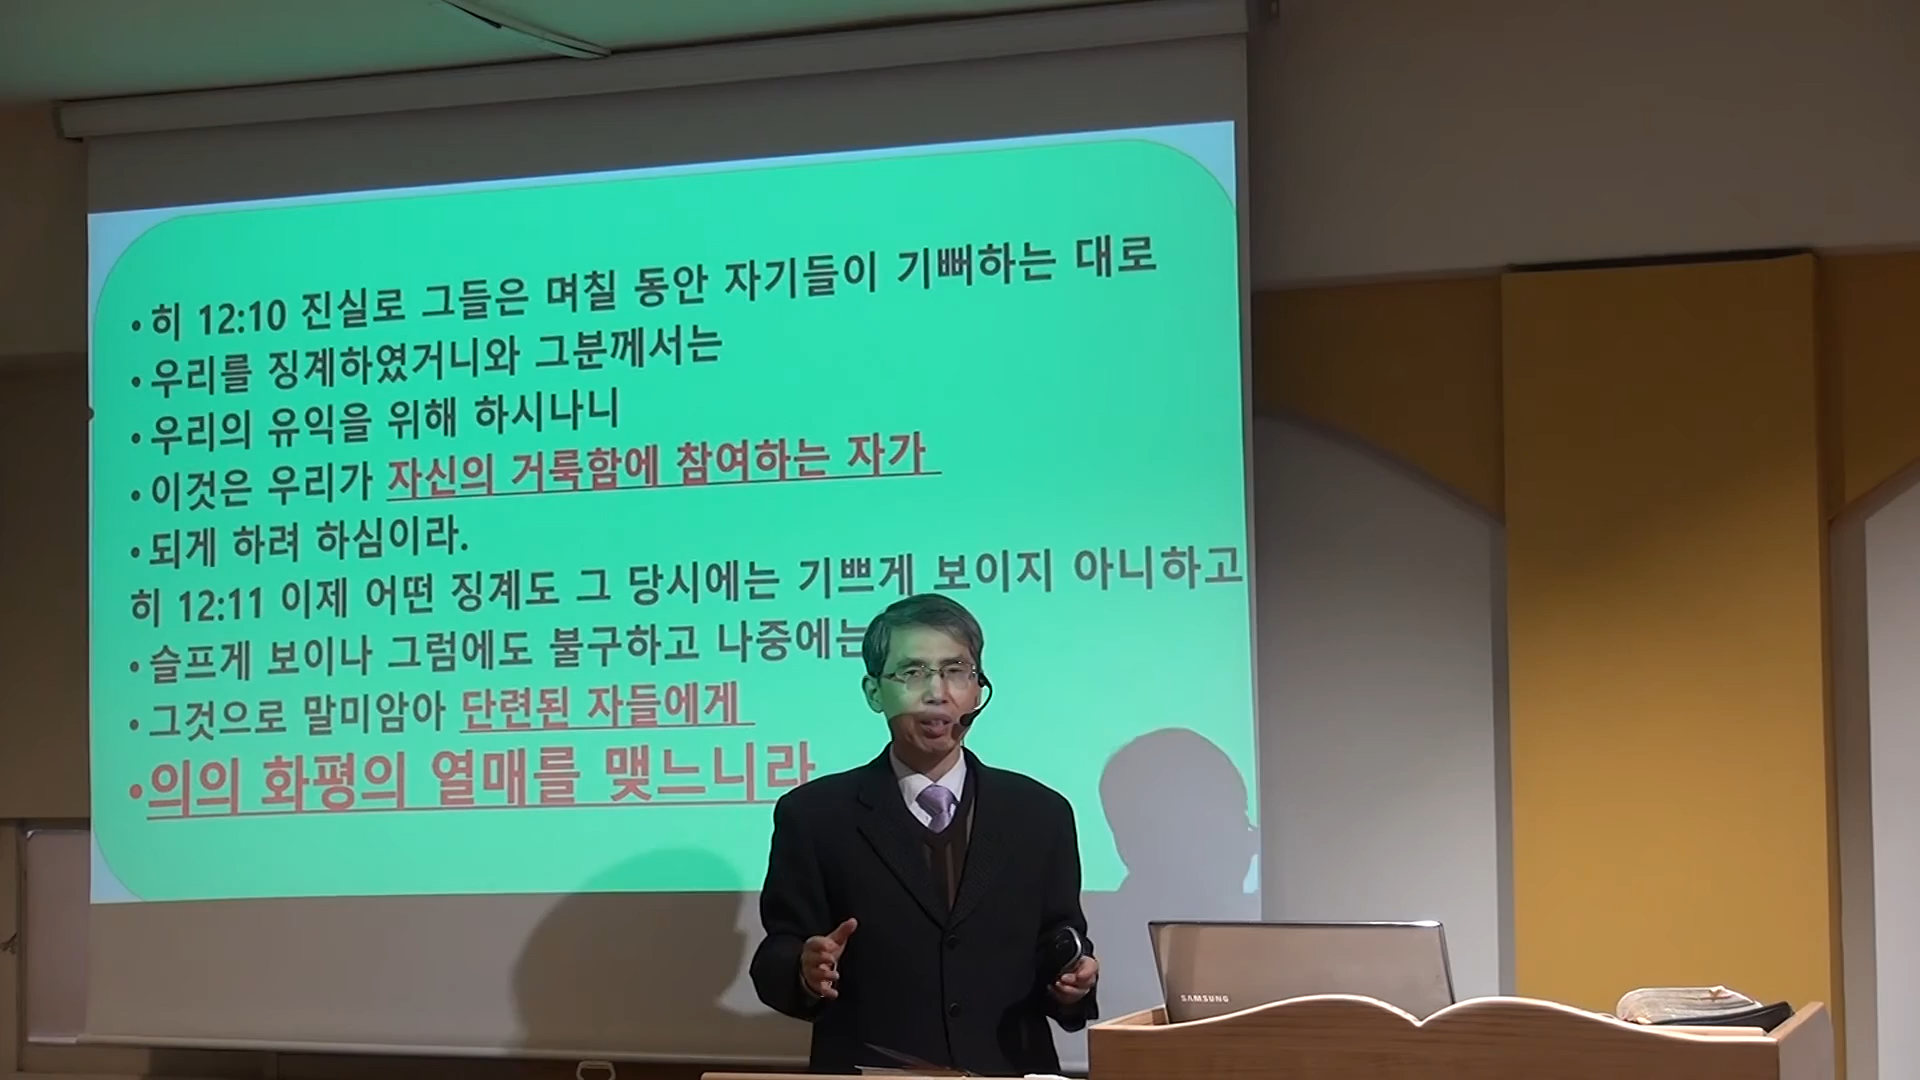 • 히 12:10 진실로 그들은 며칠 동안 자기들이 기뻐하는 대로
• 우리를 징계하였거니와 그분께서는
• 우리의 유익을 위해 하시나니
• 이것은 우리가 자신의 거룩함에 참여하는 자가
• 되게 하려 하심이라.
히 12:11 이제 어떤 징계도 그 당시에는 기쁘게 보이지 아니하고
• 슬프게 보이나 그럼에도 불구하고 나중에는
• 그것으로 말미암아 단련된 자들에게
• 의의 화평의 열매를 맺느니라
SAMSUNG